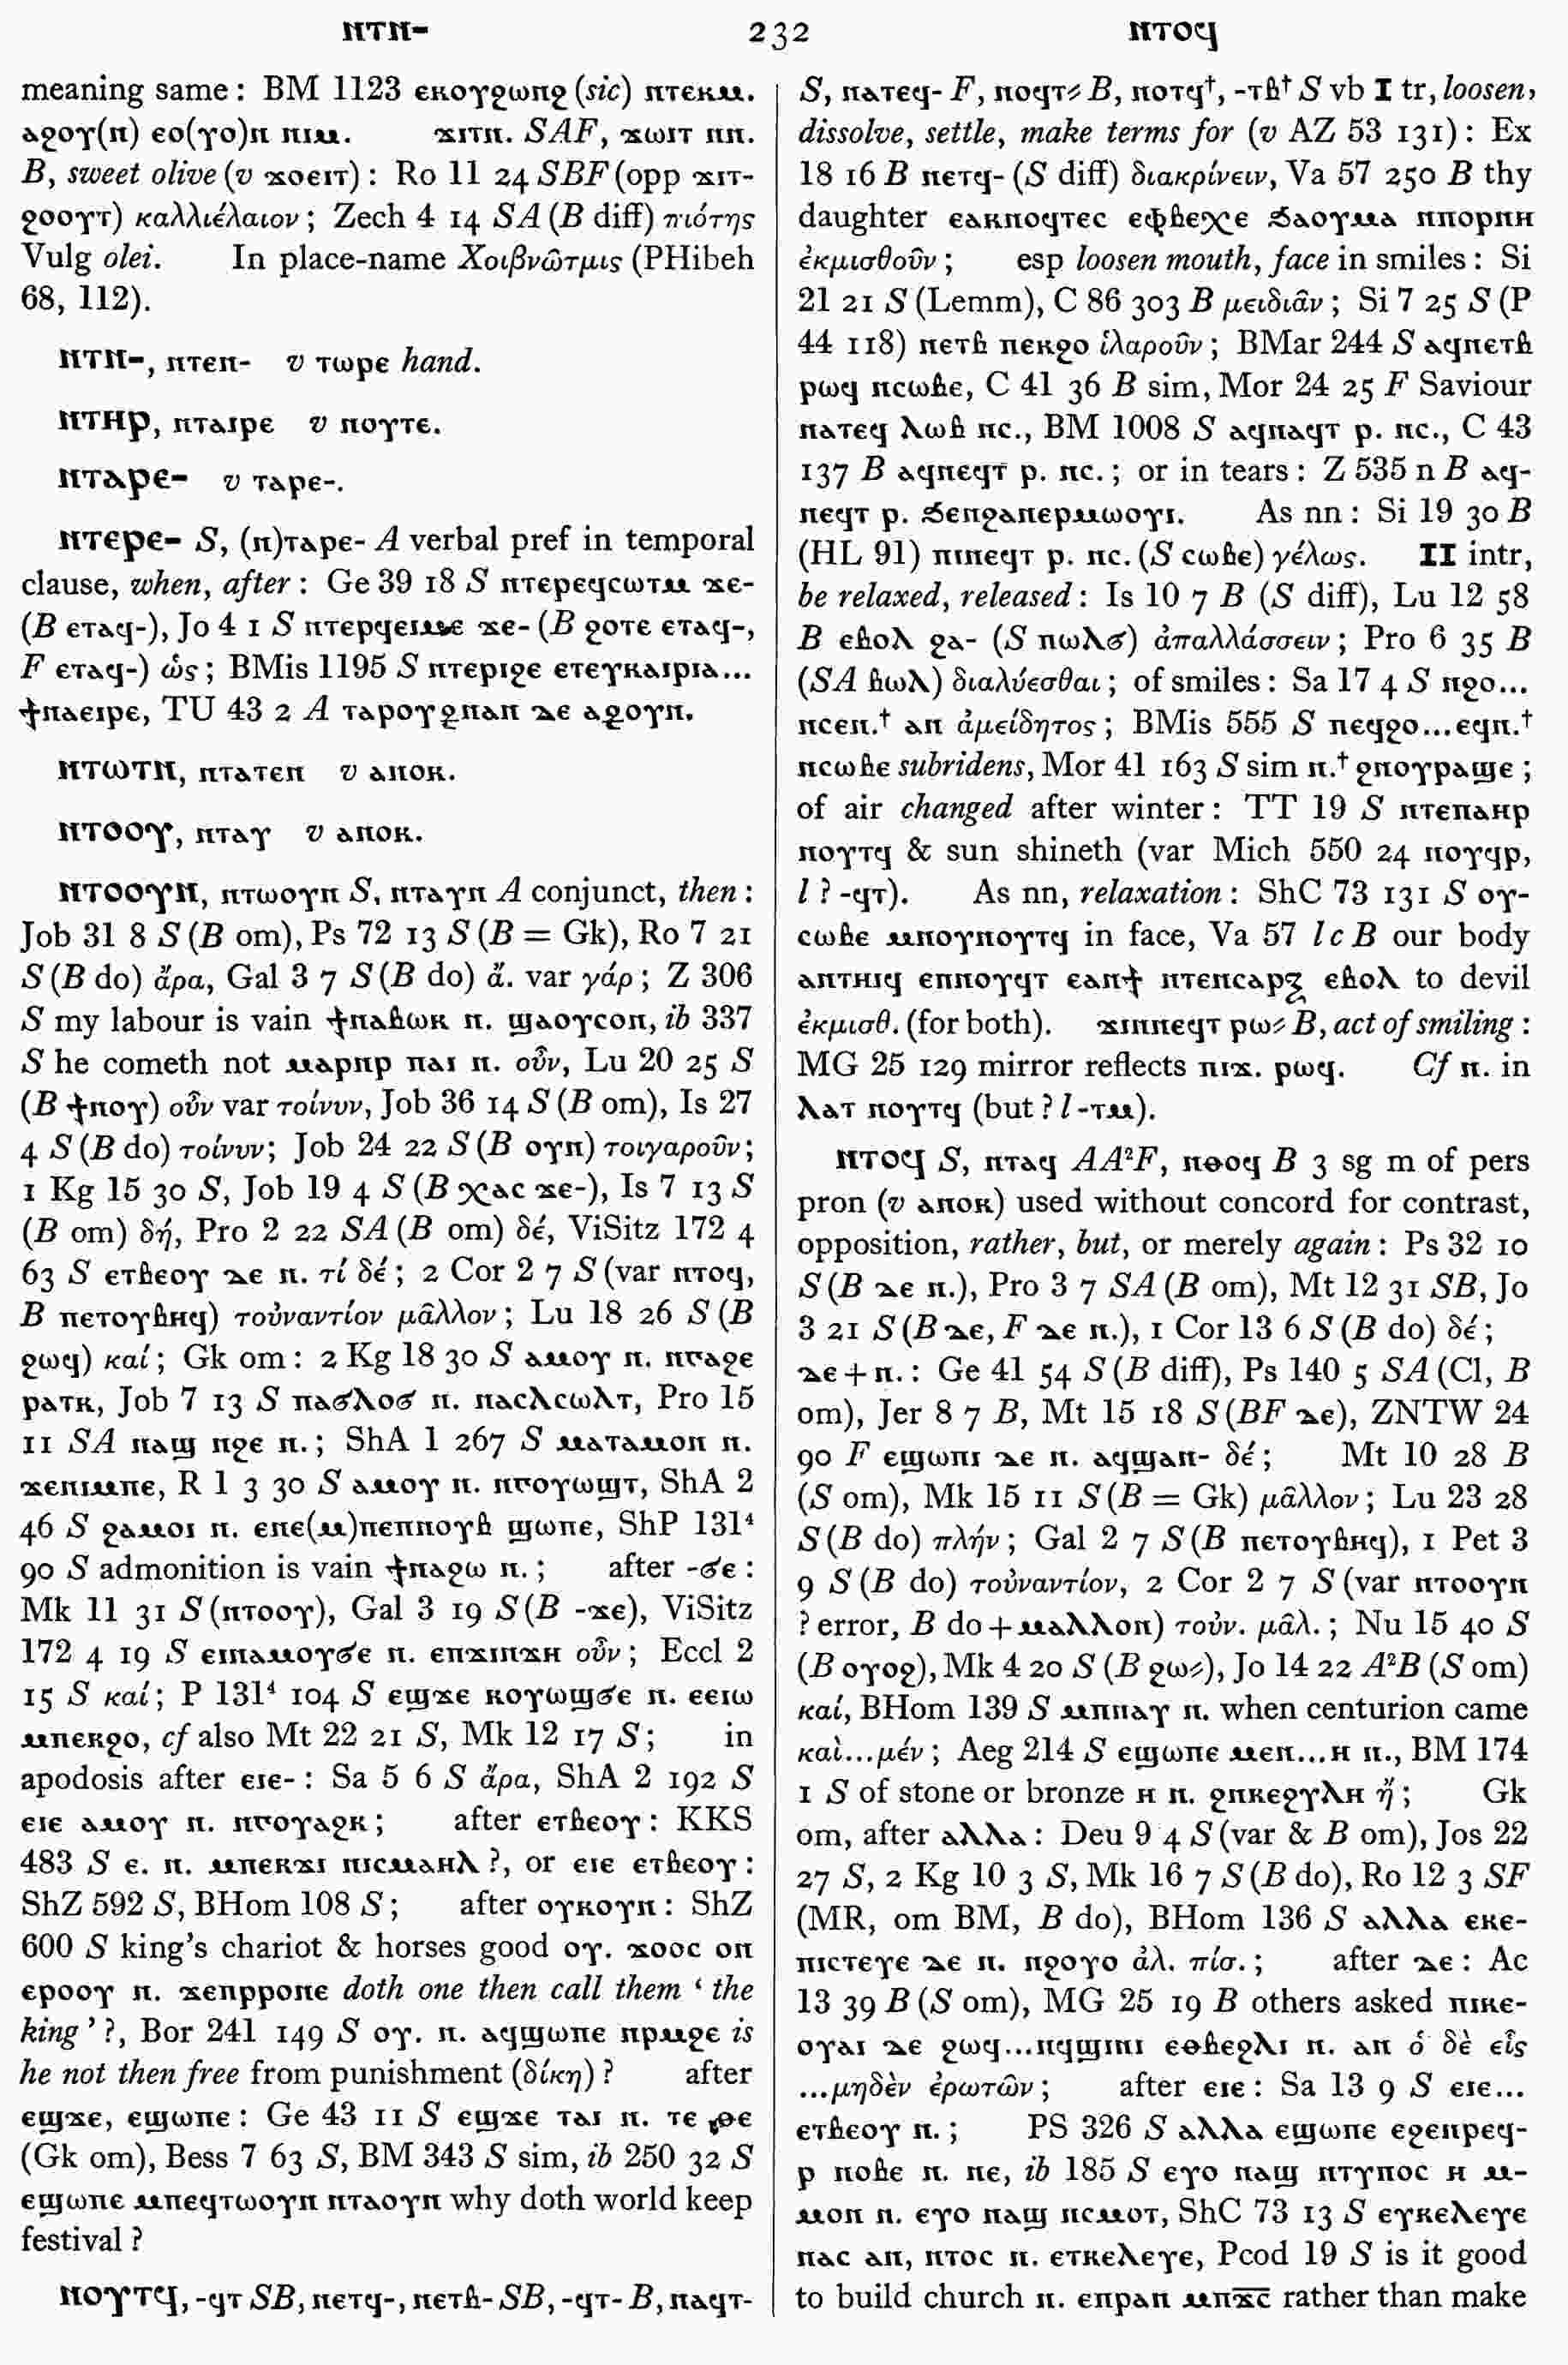 ⲛⲧⲛ- 232 ⲛⲧⲟϥ
meaning same: BM 1123 ⲉⲕⲟⲩϩⲱⲛϩ (sic) ⲛⲧⲉⲕⲙ.
ⲁϩⲟⲩ(ⲛ) ⲉⲟ(ⲩⲟ)ⲛ ⲛⲓⲙ. ϫⲓⲧⲛ. SAF, ϫⲱⲓⲧ ⲛⲛ.
B, sweet olive (v ϫⲟⲉⲓⲧ): Ro 11 24 SBF (opp ϫⲓⲧ-
ϩⲟⲟⲩⲧ) καλλιέλαιον; Zech 4 14 SA (B diff) πιότης
Vulg olei. In place-name Χοιβνῶτμις (PHibeh
68, 112).
ⲛⲧⲛ-, ⲛⲧⲉⲛ- v ⲧⲱⲣⲉ hand.
ⲛⲧⲏⲣ, ⲛⲧⲁⲓⲣⲉ v ⲛⲟⲩⲧⲉ.
ⲛⲧⲁⲣⲉ- v ⲧⲁⲣⲉ-.
ⲛⲧⲉⲣⲉ- S, (ⲛ)ⲧⲁⲣⲉ- A verbal pref in temporal
clause, when, after: Ge 39 18 S ⲛⲧⲉⲣⲉϥⲥⲱⲧⲙ ϫⲉ-
(B ⲉⲧⲁϥ-), Jo 4 1 S ⲛⲧⲉⲣϥⲉⲓⲙⲉ ϫⲉ- (B ϩⲟⲧⲉ ⲉⲧⲁϥ-,
F ⲉⲧⲁϥ-) ὡς; BMis 1195 S ⲛⲧⲉⲣⲓϩⲉ ⲉⲧⲉⲩⲕⲁⲓⲣⲓⲁ...
ϯⲛⲁⲉⲓⲣⲉ, TU 43 2 A ⲧⲁⲣⲟⲩϩⲛⲁⲛ ⲇⲉ ⲁϩⲟⲩⲛ.
ⲛⲧⲱⲧⲛ, ⲛⲧⲁⲧⲉⲛ v ⲁⲛⲟⲕ.
ⲛⲧⲟⲟⲩ, ⲛⲧⲁⲩ v ⲁⲛⲟⲕ.
ⲛⲧⲟⲟⲩⲛ, ⲛⲧⲱⲟⲩⲛ S, ⲛⲧⲁⲩⲛ A conjunct, then:
Job 31 8 S (B om), Ps 72 13 S (B = Gk), Ro 7 21
S (B do) ἄρα, Gal 3 7 S (B do) ἄ. var γάρ; Z 306
S my labour is vain ϯⲛⲁⲃⲱⲕ ⲛ. ϣⲁⲟⲩⲥⲟⲛ, ib 337
S he cometh not ⲙⲁⲣⲛⲣ ⲡⲁⲓ ⲛ. οὖν, Lu 20 25 S
(B ϯⲛⲟⲩ) οὖν var τοίνυν, Job 36 14 S (B om), Is 27
4 S (B do) τοίνυν; Job 24 22 S (B ⲟⲩⲛ) τοιγαροῦν;
1 Kg 15 30 S, Job 19 4 S (B ⲭⲁⲥ ϫⲉ-), Is 7 13 S
(B om) δή, Pro 2 22 SA (B om) δέ, ViSitz 172 4
63 S ⲉⲧⲃⲉⲟⲩ ⲇⲉ ⲛ. τί δέ; 2 Cor 2 7 S (var ⲛⲧⲟϥ,
B ⲡⲉⲧⲟⲩⲃⲏϥ) τοὐναντίον μᾶλλον; Lu 18 26 S (B
ϩⲱϥ) καί; Gk om: 2 Kg 18 30 S ⲁⲙⲟⲩ ⲛ. ⲛⲅⲁϩⲉ
ⲣⲁⲧⲕ, Job 7 13 S ⲡⲁϭⲗⲟϭ ⲛ. ⲛⲁⲥⲗⲥⲱⲗⲧ, Pro 15
11 SA ⲛⲁϣ ⲛϩⲉ ⲛ.; ShA 1 267 S ⲙⲁⲧⲁⲙⲟⲛ ⲛ.
ϫⲉⲛⲓⲙⲛⲉ, R 1 3 30 S ⲁⲙⲟⲩ ⲛ. ⲛⲅⲟⲩⲱϣⲧ, ShA 2
46 S ϩⲁⲙⲟⲓ ⲛ. ⲉⲛⲉ(ⲙ)ⲡⲉⲛⲛⲟⲩⲃ ϣⲱⲡⲉ, ShP 131⁴
90 S admonition is vain ϯⲛⲁϩⲱ ⲛ.; after -ϭⲉ:
Mk 11 31 S (ⲛⲧⲟⲟⲩ), Gal 3 19 S (B -ϫⲉ), ViSitz
172 4 19 S ⲉⲓⲛⲁⲙⲟⲩϭⲉ ⲛ. ⲉⲡϫⲓⲛϫⲏ οὖν; Eccl 2
15 S καί; P 131⁴ 104 S ⲉϣϫⲉ ⲕⲟⲩⲱϣϭⲉ ⲛ. ⲉⲉⲓⲱ
ⲙⲡⲉⲕϩⲟ, cf also Mt 22 21 S, Mk 12 17 S; in
apodosis after ⲉⲓⲉ-: Sa 5 6 S ἄρα, ShA 2 192 S
ⲉⲓⲉ ⲁⲙⲟⲩ ⲛ. ⲛⲅⲟⲩⲁϩⲕ; after ⲉⲧⲃⲉⲟⲩ: KKS
483 S ⲉ. ⲛ. ⲙⲡⲉⲕϫⲓ ⲡⲓⲥⲙⲁⲏⲗ?, or ⲉⲓⲉ ⲉⲧⲃⲉⲟⲩ:
ShZ 592 S, BHom 108 S; after ⲟⲩⲕⲟⲩⲛ: ShZ
600 S king's chariot & horses good ⲟⲩ. ϫⲟⲟⲥ ⲟⲛ
ⲉⲣⲟⲟⲩ ⲛ. ϫⲉⲛⲣⲣⲟⲛⲉ doth one then call them ‘ the
king ’?, Bor 241 149 S ⲟⲩ. ⲛ. ⲁϥϣⲱⲡⲉ ⲛⲣⲙϩⲉ is
he not then free from punishment (δίκη)? after
ⲉϣϫⲉ, ⲉϣⲱⲡⲉ: Ge 43 11 S ⲉϣϫⲉ ⲧⲁⲓ ⲛ. ⲧⲉ ⲑⲉ
(Gk om), Bess 7 63 S, BM 343 S sim, ib 250 32 S
ⲉϣⲱⲡⲉ ⲙⲡⲉϥⲧⲱⲟⲩⲛ ⲛⲧⲁⲟⲩⲛ why doth world keep
festival?
ⲛⲟⲩⲧϥ, -ϥⲧ SB, ⲛⲉⲧϥ-, ⲛⲉⲧⲃ- SB, -ϥⲧ- B, ⲛⲁϥⲧ-
S, ⲛⲁⲧⲉϥ- F, ⲛⲟϥⲧ⸗ B, ⲛⲟⲧϥ†, -ⲧⲃ† S vb I tr, loosen,
dissolve, settle, make terms for (v AZ 53 131): Ex
18 16 B ⲛⲉⲧϥ- (S diff) διακρίνειν, Va 57 250 B thy
daughter ⲉⲁⲕⲛⲟϥⲧⲉⲥ ⲉⲫⲃⲉⲭⲉ ϧⲁⲟⲩⲙⲁ ⲙⲡⲟⲣⲛⲏ
ἐκμισθοῦν; esp loosen mouth, face in smiles: Si
21 21 S (Lemm), C 86 303 B μειδιᾶν; Si 7 25 S (P
44 118) ⲛⲉⲧⲃ ⲡⲉⲕϩⲟ ἱλαροῦν; BMar 244 S ⲁϥⲛⲉⲧⲃ
ⲣⲱϥ ⲛⲥⲱⲃⲉ, C 41 36 B sim, Mor 24 25 F Saviour
ⲛⲁⲧⲉϥ ⲗⲱⲃ ⲛⲥ., BM 1008 S ⲁϥⲛⲁϥⲧ ⲣ. ⲛⲥ., C 43
137 B ⲁϥⲛⲉϥⲧ ⲣ. ⲛⲥ.; or in tears: Z 535 n B ⲁϥ-
ⲛⲉϥⲧ ⲣ. ϧⲉⲛϩⲁⲛⲉⲣⲙⲱⲟⲩⲓ. As nn: Si 19 30 B
(HL 91) ⲡⲓⲛⲉϥⲧ ⲣ. ⲛⲥ. (S ⲥⲱⲃⲉ) γέλως. II intr,
be relaxed, released: Is 10 7 B (S diff), Lu 12 58
B ⲉⲃⲟⲗ ϩⲁ- (S ⲡⲱⲗϭ) ἀπαλλάσσειν; Pro 6 35 B
(SA ⲃⲱⲗ) διαλύεσθαι; of smiles: Sa 17 4 S ⲛϩⲟ...
ⲛⲥⲉⲛ.† ⲁⲛ ἀμείδητος; BMis 555 S ⲡⲉϥϩⲟ...ⲉϥⲛ.†
ⲛⲥⲱⲃⲉ subridens, Mor 41 163 S sim ⲛ.† ϩⲛⲟⲩⲣⲁϣⲉ;
of air changed after winter: TT 19 S ⲛⲧⲉⲡⲁⲏⲣ
ⲛⲟⲩⲧϥ & sun shineth (var Mich 550 24 ⲛⲟⲩϥⲣ,
l ? -ϥⲧ). As nn, relaxation: ShC 73 131 S ⲟⲩ-
ⲥⲱⲃⲉ ⲙⲛⲟⲩⲛⲟⲩⲧϥ in face, Va 57 l c B our body
ⲁⲛⲧⲏⲓϥ ⲉⲡⲛⲟⲩϥⲧ ⲉⲁⲛϯ ⲛⲧⲉⲛⲥⲁⲣⲝ ⲉⲃⲟⲗ to devil
ἐκμισθ. (for both). ϫⲓⲛⲛⲉϥⲧ ⲣⲱ⸗ B, act of smiling:
MG 25 129 mirror reflects ⲡⲓϫ. ⲣⲱϥ. Cf ⲛ. in
ⲗⲁⲧ ⲛⲟⲩⲧϥ (but ? l -ⲧⲙ).
ⲛⲧⲟϥ S, ⲛⲧⲁϥ AA²F, ⲛⲑⲟϥ B 3 sg m of pers
pron (v ⲁⲛⲟⲕ) used without concord for contrast,
opposition, rather, but, or merely again: Ps 32 10
S (B ⲇⲉ ⲛ.), Pro 3 7 SA (B om), Mt 12 31 SB, Jo
3 21 S (B ⲇⲉ, F ⲇⲉ ⲛ.), 1 Cor 13 6 S (B do) δέ;
ⲇⲉ + ⲛ.: Ge 41 54 S (B diff), Ps 140 5 SA (Cl, B
om), Jer 8 7 B, Mt 15 18 S (BF ⲇⲉ), ZNTW 24
90 F ⲉϣⲱⲡⲓ ⲇⲉ ⲛ. ⲁϥϣⲁⲛ- δέ; Mt 10 28 B
(S om), Mk 15 11 S (B = Gk) μᾶλλον; Lu 23 28
S (B do) πλήν; Gal 2 7 S (B ⲡⲉⲧⲟⲩⲃⲏϥ), 1 Pet 3
9 S (B do) τοὐναντίον, 2 Cor 2 7 S (var ⲛⲧⲟⲟⲩⲛ
? error, B do + ⲙⲁⲗⲗⲟⲛ) τοὐν. μᾶλ.; Nu 15 40 S
(B ⲟⲩⲟϩ), Mk 4 20 S (B ϩⲱ⸗), Jo 14 22 A²B (S om)
καί, BHom 139 S ⲙⲡⲛⲁⲩ ⲛ. when centurion came
καὶ...μέν; Aeg 214 S ⲉϣⲱⲡⲉ ⲙⲉⲛ...ⲏ ⲛ., BM 174
1 S of stone or bronze ⲏ ⲛ. ϩⲛⲕⲉϩⲩⲗⲏ ἤ; Gk
om, after ⲁⲗⲗⲁ: Deu 9 4 S (var & B om), Jos 22
27 S, 2 Kg 10 3 S, Mk 16 7 S (B do), Ro 12 3 SF
(MR, om BM, B do), BHom 136 S ⲁⲗⲗⲁ ⲉⲕⲉ-
ⲡⲓⲥⲧⲉⲩⲉ ⲇⲉ ⲛ. ⲛϩⲟⲩⲟ ἀλ. πίσ.; after ⲇⲉ: Ac
13 39 B (S om), MG 25 19 B others asked ⲡⲓⲕⲉ-
ⲟⲩⲁⲓ ⲇⲉ ϩⲱϥ...ⲛϥϣⲓⲛⲓ ⲉⲑⲃⲉϩⲗⲓ ⲛ. ⲁⲛ ὁ δὲ εἷς
...μηδὲν ἐρωτῶν; after ⲉⲓⲉ: Sa 13 9 S ⲉⲓⲉ...
ⲉⲧⲃⲉⲟⲩ ⲛ.; PS 326 S ⲁⲗⲗⲁ ⲉϣⲱⲡⲉ ⲉϩⲉⲛⲣⲉϥ-
ⲣ ⲛⲟⲃⲉ ⲛ. ⲛⲉ, ib 185 S ⲉⲩⲟ ⲛⲁϣ ⲛⲧⲩⲡⲟⲥ ⲏ ⲙ-
ⲙⲟⲛ ⲛ. ⲉⲩⲟ ⲛⲁϣ ⲛⲥⲙⲟⲧ, ShC 73 13 S ⲉⲩⲕⲉⲗⲉⲩⲉ
ⲛⲁⲥ ⲁⲛ, ⲛⲧⲟⲥ ⲛ. ⲉⲧⲕⲉⲗⲉⲩⲉ, Pcod 19 S is it good
to build church ⲛ. ⲉⲡⲣⲁⲛ ⲙⲡϫ̅ⲥ̅ rather than make